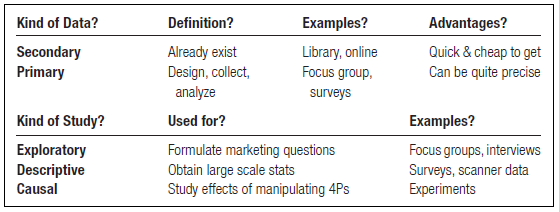 Kind of Data? Definition? Examples? Advantages?
Secondary Already exist Library, online Quick & cheap to get
Primary Design, collect, Focus group, Can be quite precise
analyze surveys
Kind of Study? Used for? Examples?
Exploratory Formulate marketing questions Focus groups, interviews
Descriptive Obtain large scale stats Surveys, scanner data
Causal Study effects of manipulating 4Ps Experiments